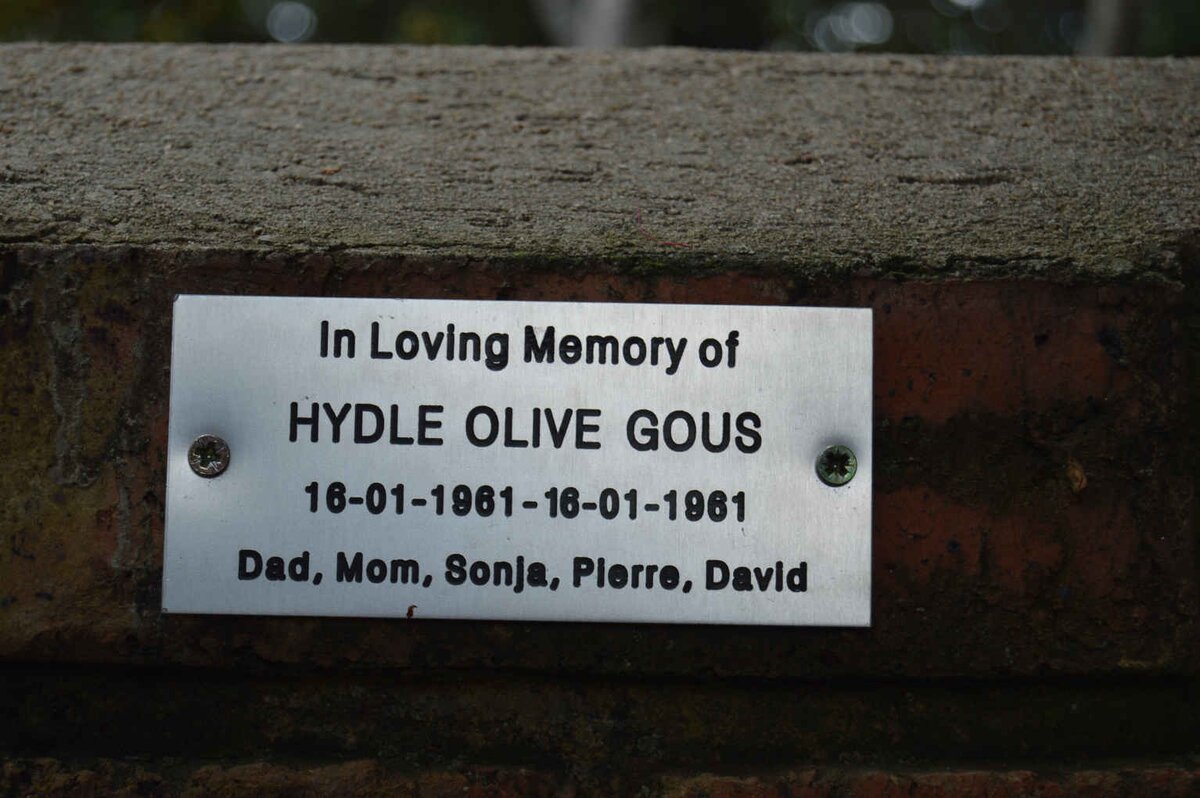 In Loving Memory of
HYDLE OLIVE GOUS
16-01-1961-16-01-1961
Dad, Mom, Sonja, Pierre, David